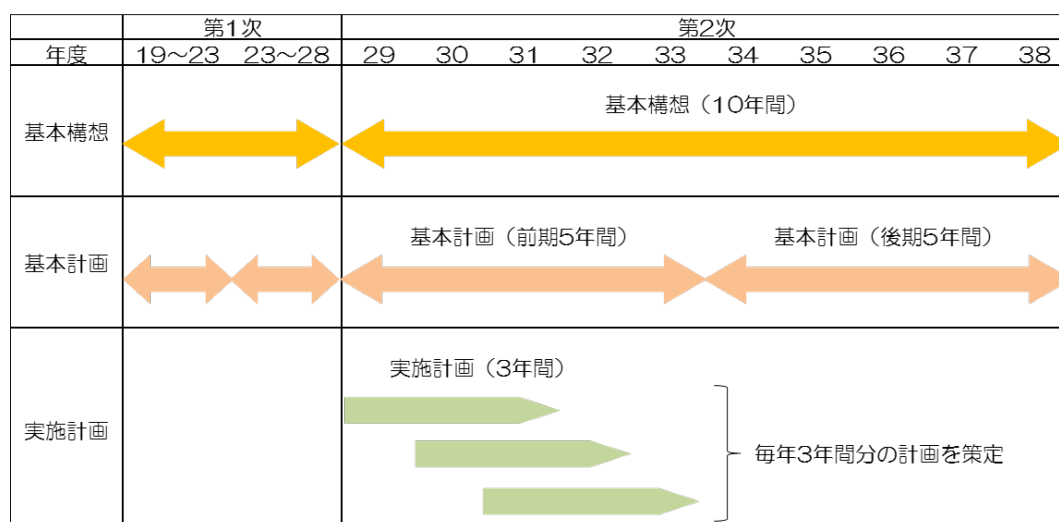 第1次 第2次
年度 19～23 23～28 29 30 31 32 33 34 35 36 37 38
基本構想（10年間）
基本構想
基本計画（前期5年間） 基本計画（後期5年間）
基本計画
実施計画（3年間）
実施計画
毎年3年間分の計画を策定